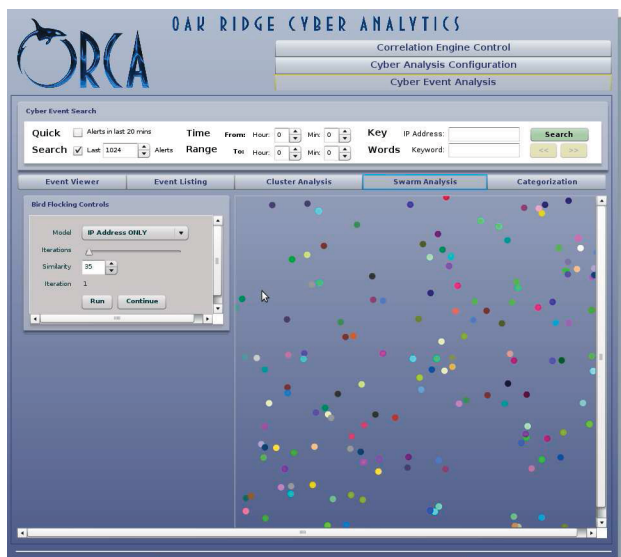 ORCA
OAK RIDGE CYBER ANALYTICS
Correlation Engine Control
Cyber Analysis Configuration
Cyber Event Analysis
Cyber Event Search
Quick Search
Alerts in last 20 mins
Last 1024 Alerts
Time Range
From: Hour: 0 Min: 0
To: Hour: 0 Min: 0
Key Words
IP Address:
Keyword:
Search
<< >>
Event Viewer Event Listing Cluster Analysis Swarm Analysis Categorization
Bird Flocking Controls
Model IP Address ONLY
Iterations
Similarity 35
Iteration 1
Run Continue